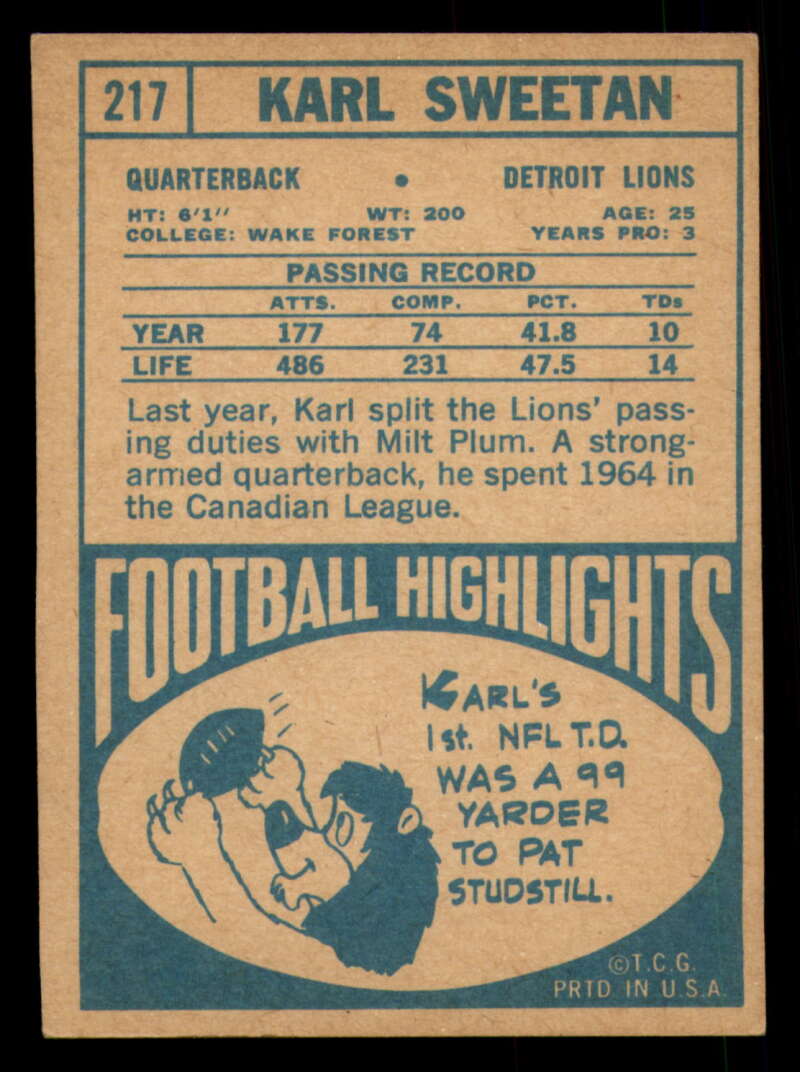 217 KARL SWEETAN
QUARTERBACK • DETROIT LIONS
HT: 6'1" WT: 200 AGE: 25
COLLEGE: WAKE FOREST YEARS PRO: 3
PASSING RECORD
ATTS. COMP. PCT. TDs
YEAR 177 74 41.8 10
LIFE 486 231 47.5 14
Last year, Karl split the Lions' pass-
ing duties with Milt Plum. A strong-
armed quarterback, he spent 1964 in
the Canadian League.
FOOTBALL HIGHLIGHTS
KARL'S
1st. NFL T.D.
WAS A 99
YARDER
TO PAT
STUDSTILL.
©T.C.G.
PRTD IN U.S.A.